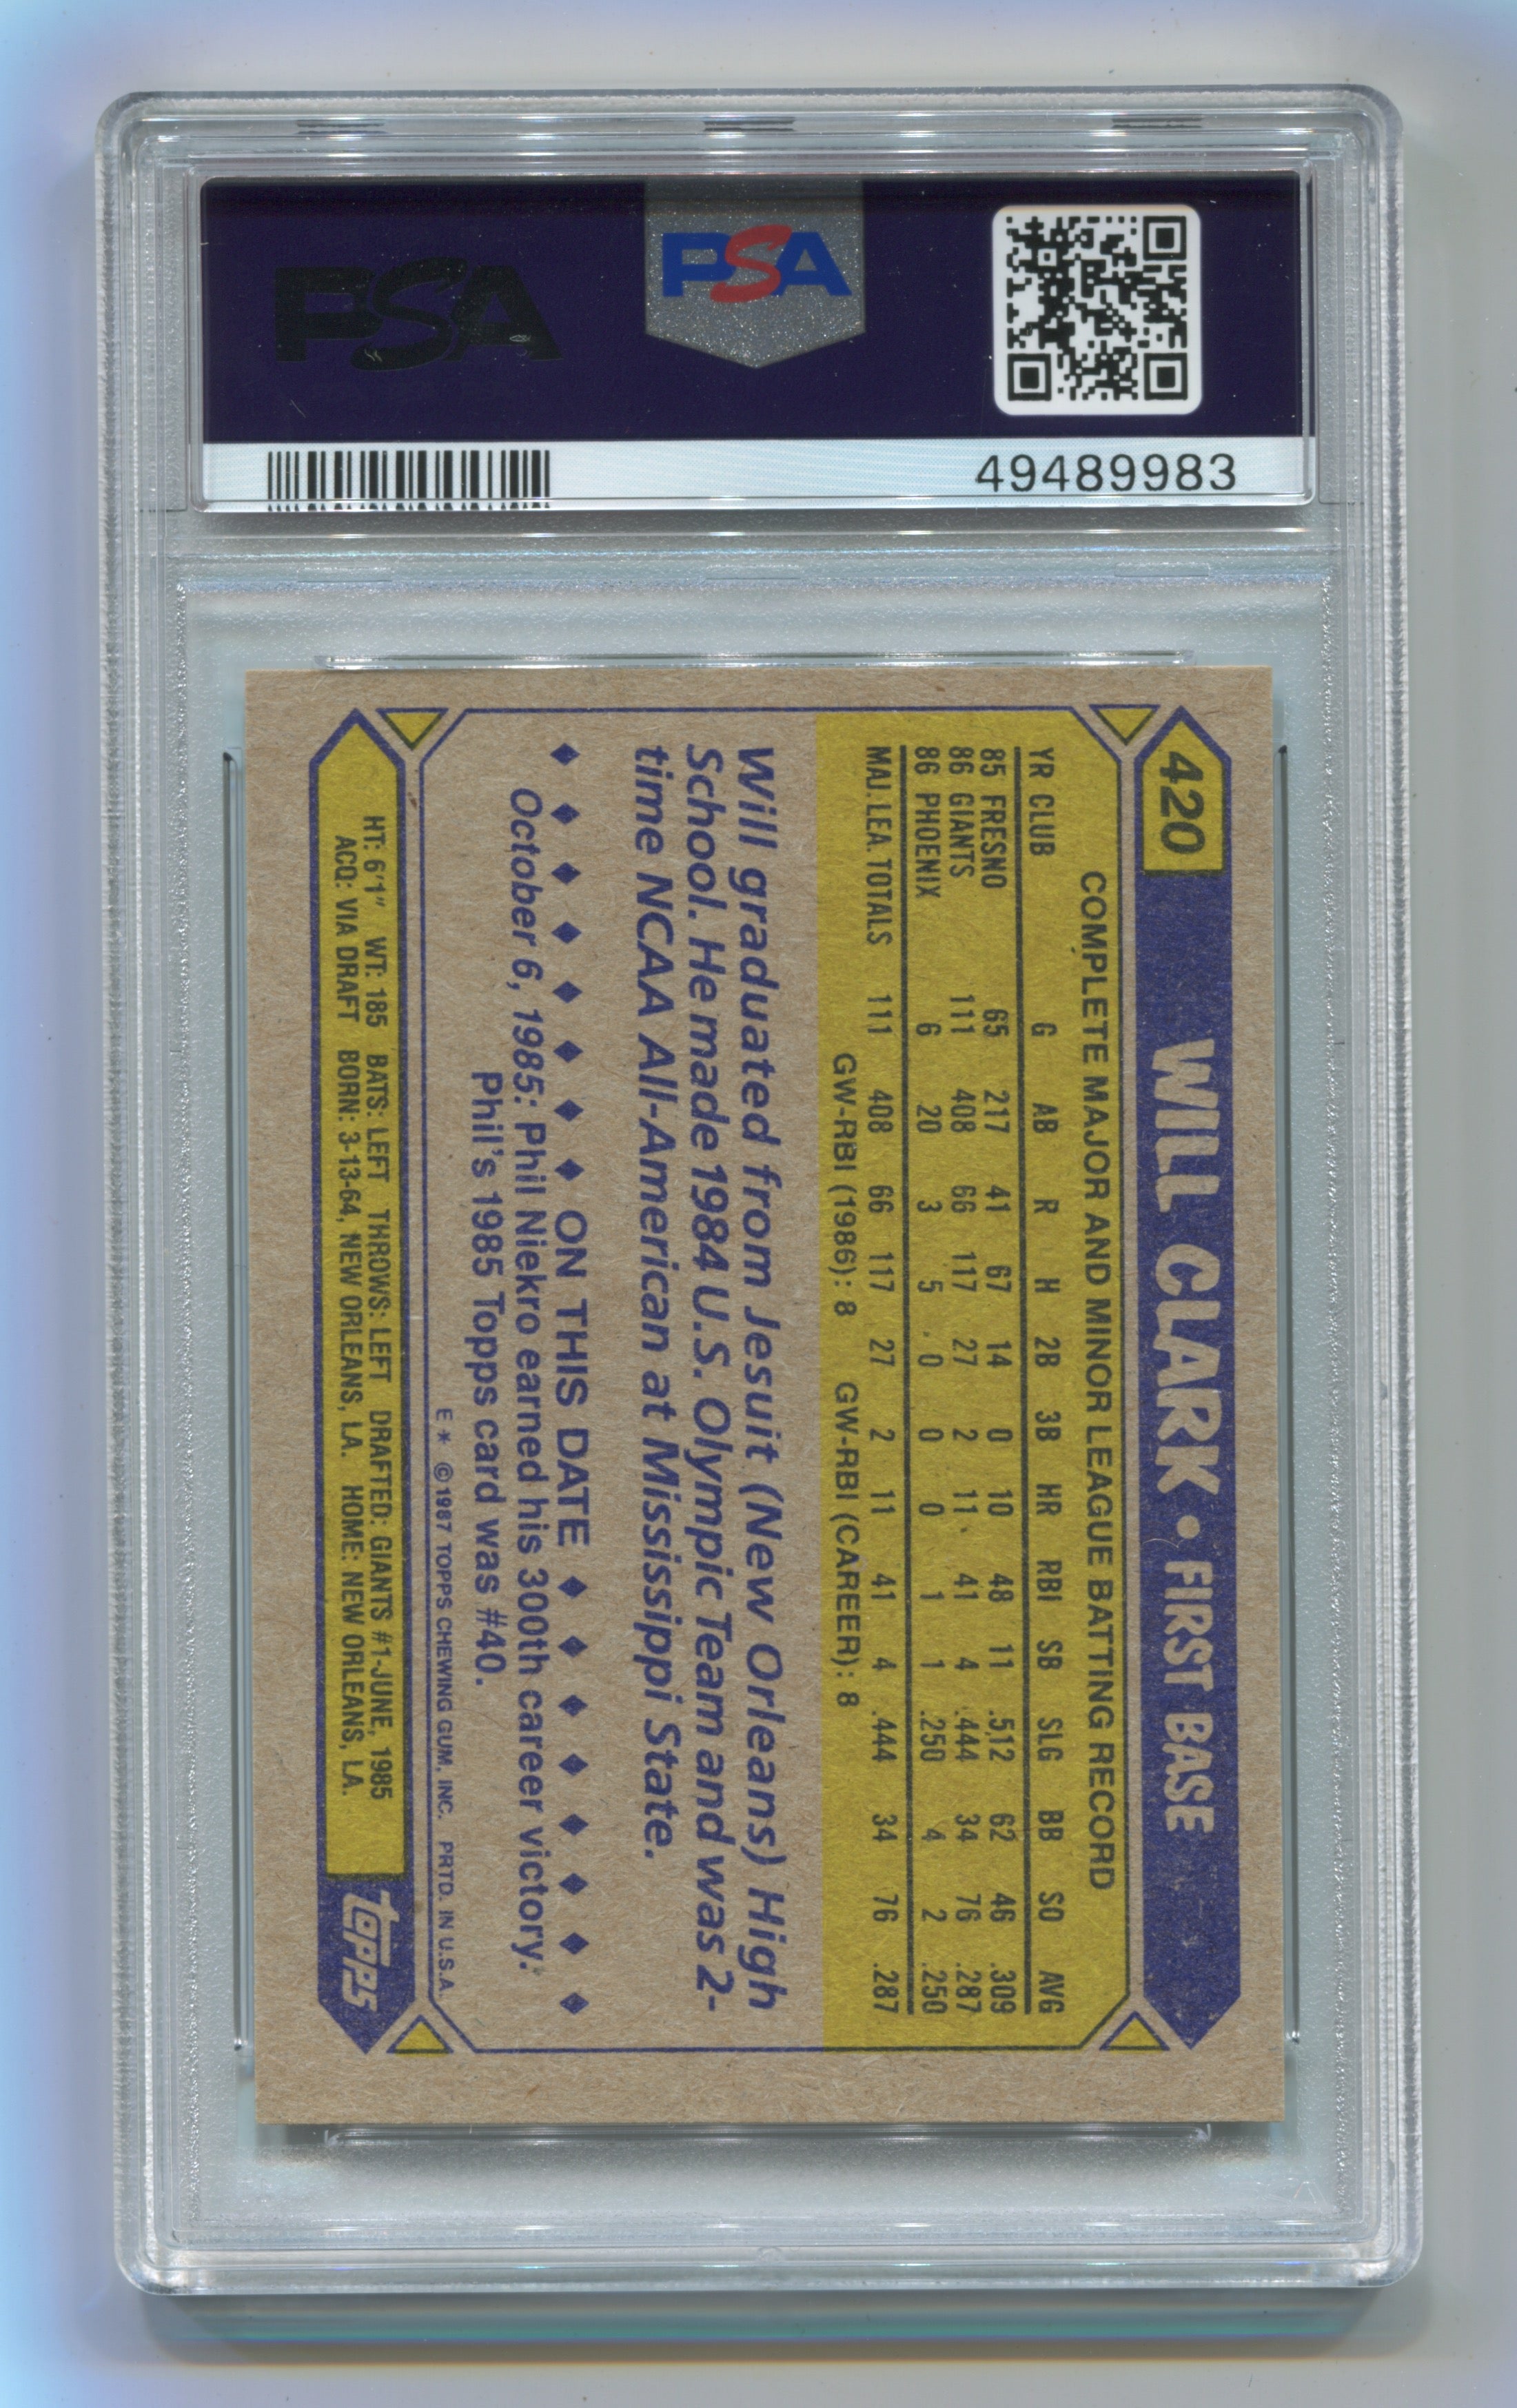 PSA
PSA
49489983
420
WILL CLARK • FIRST BASE
COMPLETE MAJOR AND MINOR LEAGUE BATTING RECORD
YR CLUB G AB R H 2B 3B HR RBI SB SLG BB SO AVG
85 FRESNO 65 217 41 67 14 0 10 48 11 .512 62 46 .309
86 GIANTS 111 408 66 117 27 2 11 41 4 .444 34 76 .287
86 PHOENIX 6 20 3 5 0 0 0 1 1 .250 4 2 .250
MAJ. LEA. TOTALS 111 408 66 117 27 2 11 41 4 .444 34 76 .287
GW-RBI (1986): 8 GW-RBI (CAREER): 8
Will graduated from Jesuit (New Orleans) High
School. He made 1984 U.S. Olympic Team and was 2-
time NCAA All-American at Mississippi State.
◆ ◆ ◆ ◆ ◆ ◆ ◆ ◆ ON THIS DATE ◆ ◆ ◆ ◆ ◆ ◆ ◆ ◆
October 6, 1985: Phil Niekro earned his 300th career victory.
Phil's 1985 Topps card was #40.
E * ©1987 TOPPS CHEWING GUM, INC. PRTD. IN U.S.A.
HT: 6'1" WT: 185 BATS: LEFT THROWS: LEFT DRAFTED: GIANTS #1-JUNE, 1985
ACQ: VIA DRAFT BORN: 3-13-64, NEW ORLEANS, LA. HOME: NEW ORLEANS, LA.
topps